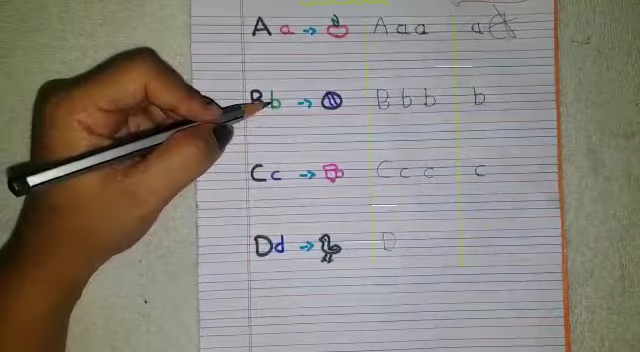 A a → A a a a
B b → B b b b
C c → C c c c
D d → D